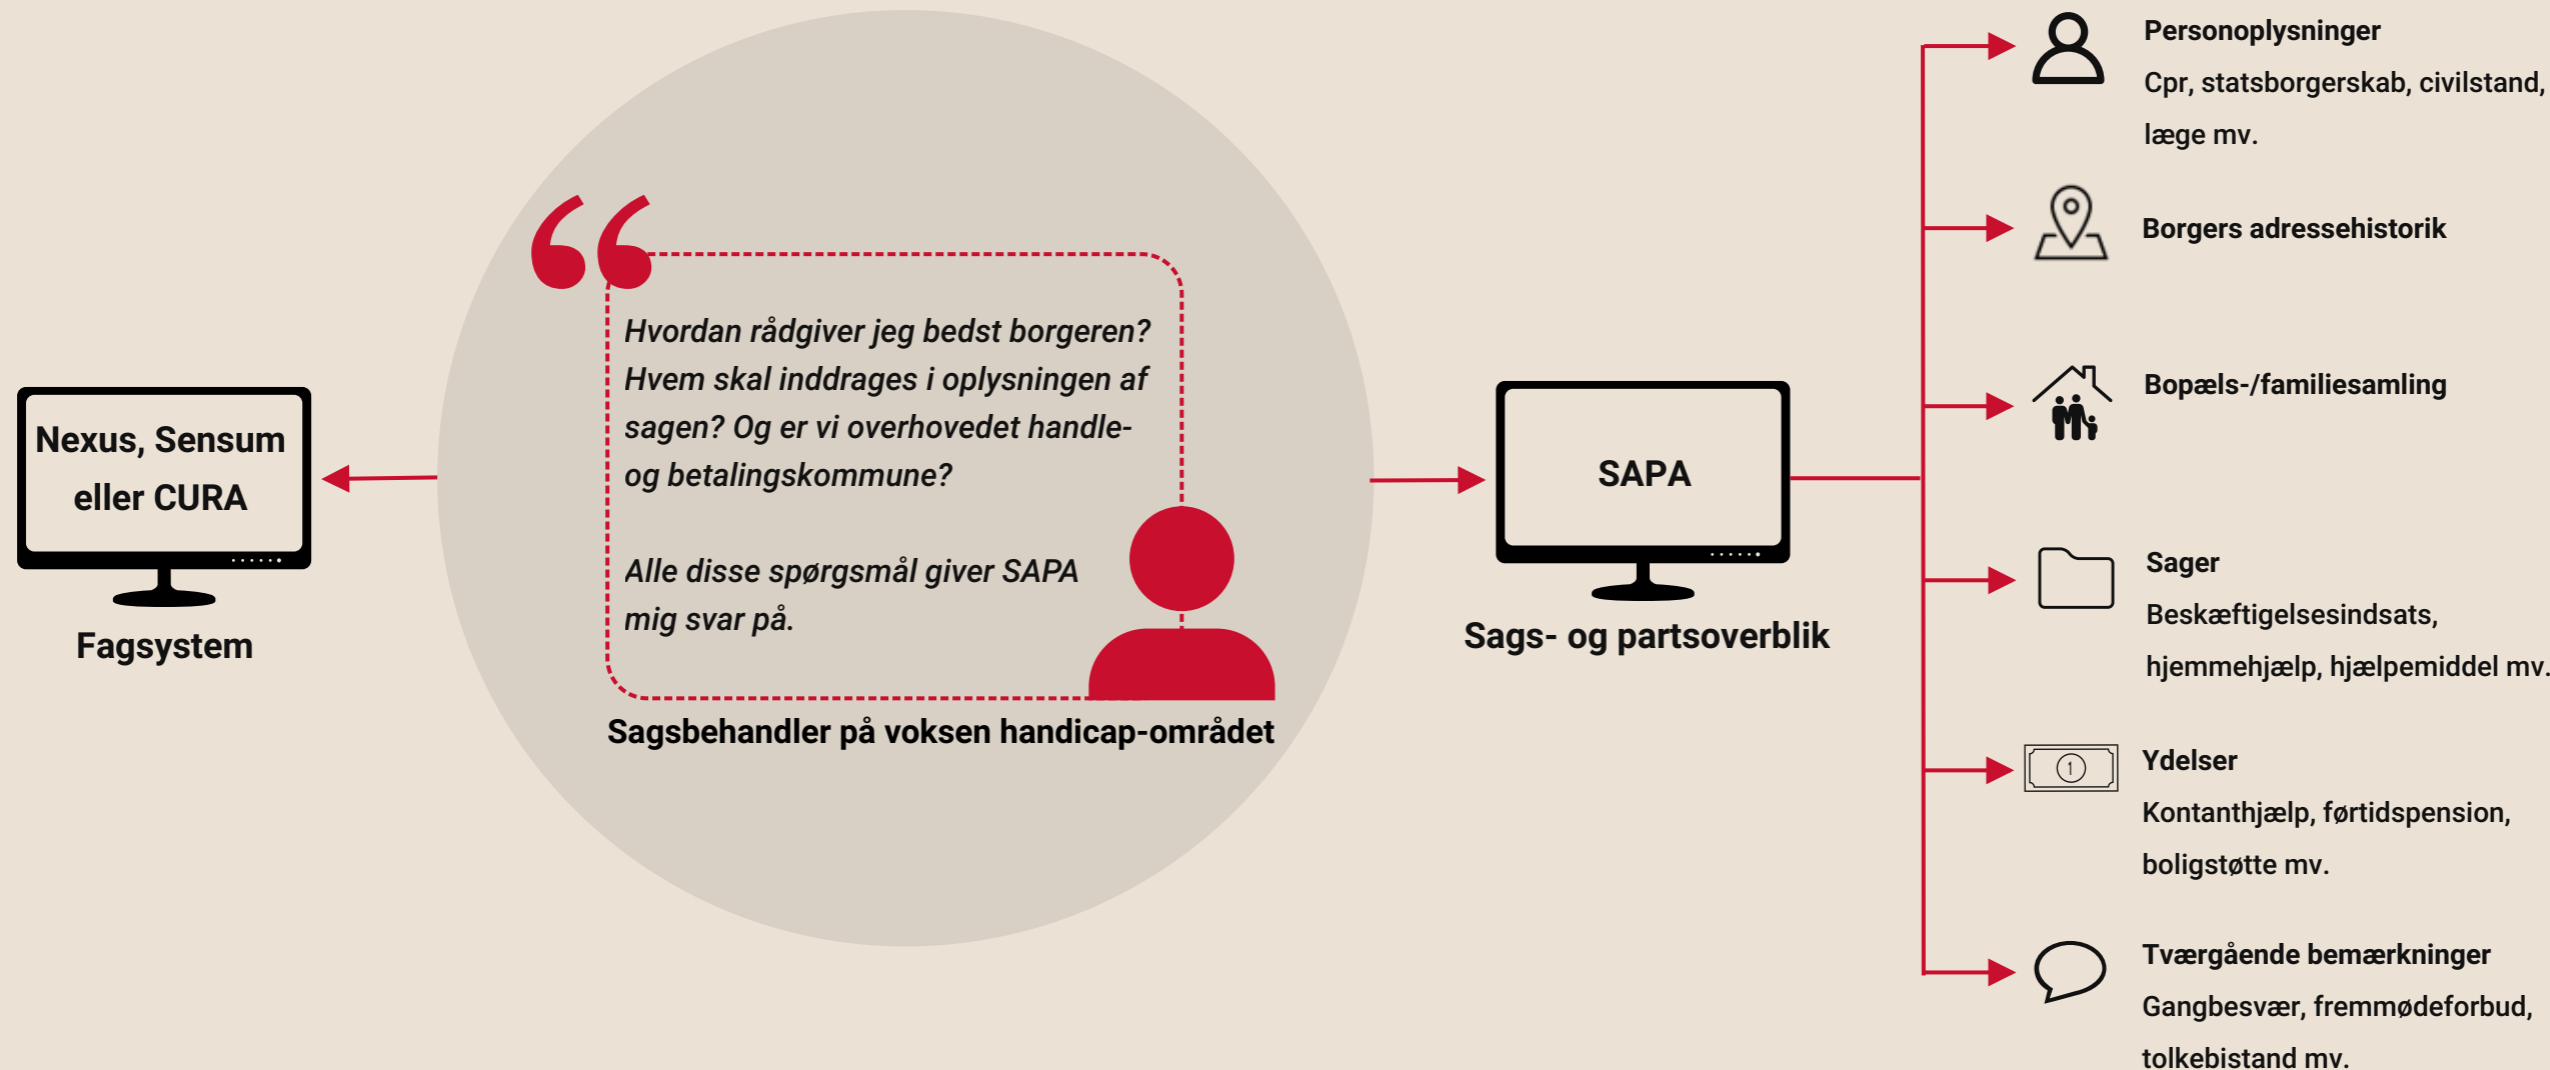 Nexus, Sensum
eller CURA
Fagsystem
Hvordan rådgiver jeg bedst borgeren?
Hvem skal inddrages i oplysningen af
sagen? Og er vi overhovedet handle-
og betalingskommune?
Alle disse spørgsmål giver SAPA
mig svar på.
Sagsbehandler på voksen handicap-området
SAPA
Sags- og partsoverblik
Personoplysninger
Cpr, statsborgerskab, civilstand,
læge mv.
Borgers adressehistorik
Bopæls-/familiesamling
Sager
Beskæftigelsesindsats,
hjemmehjælp, hjælpemiddel mv.
1
Ydelser
Kontanthjælp, førtidspension,
boligstøtte mv.
Tværgående bemærkninger
Gangbesvær, fremmødeforbud,
tolkebistand mv.